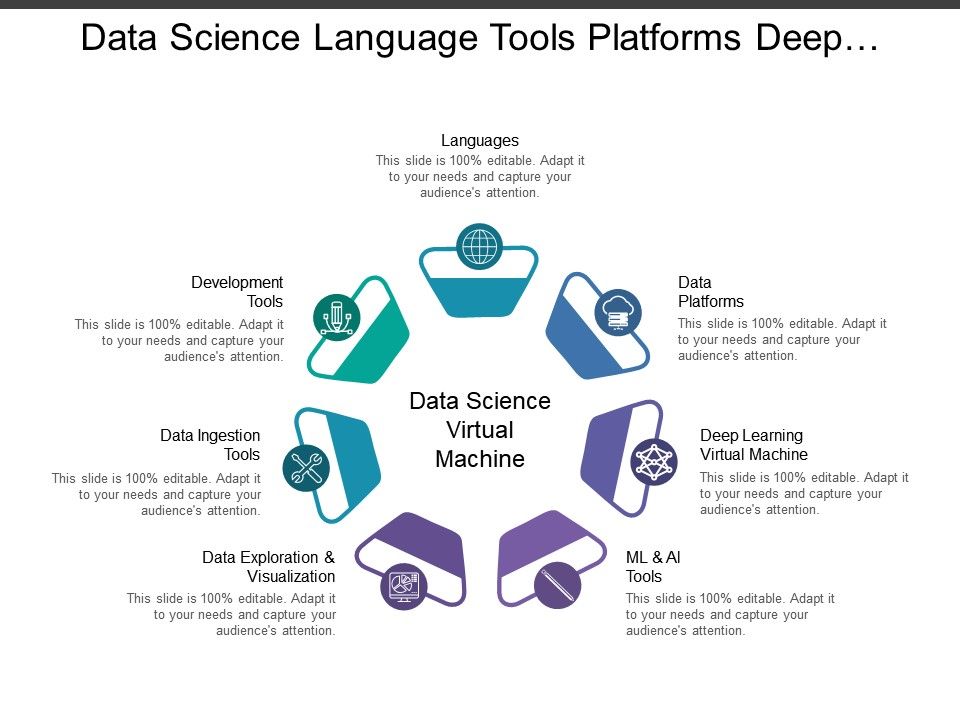 Data Science Language Tools Platforms Deep…
Languages
This slide is 100% editable. Adapt it
to your needs and capture your
audience's attention.
Development
Tools
This slide is 100% editable. Adapt it
to your needs and capture your
audience's attention.
Data
Platforms
This slide is 100% editable. Adapt it
to your needs and capture your
audience's attention.
Data Science
Virtual
Machine
Data Ingestion
Tools
This slide is 100% editable. Adapt it
to your needs and capture your
audience's attention.
Deep Learning
Virtual Machine
This slide is 100% editable. Adapt it
to your needs and capture your
audience's attention.
Data Exploration &
Visualization
This slide is 100% editable. Adapt it
to your needs and capture your
audience's attention.
ML & AI
Tools
This slide is 100% editable. Adapt it
to your needs and capture your
audience's attention.